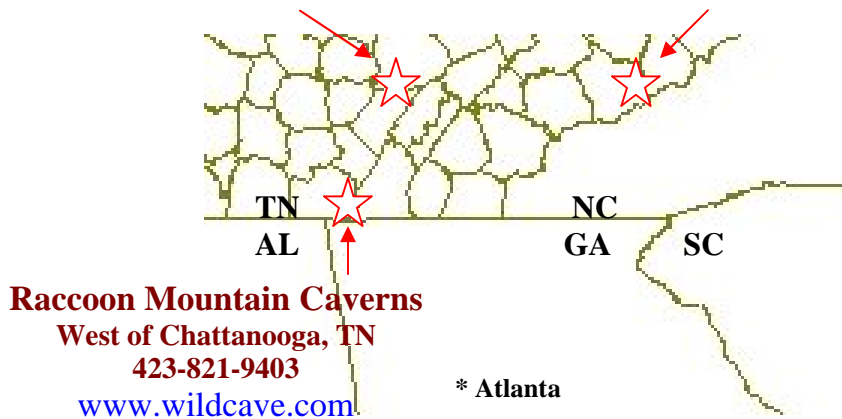 TN
NC
AL
GA
SC
Raccoon Mountain Caverns
West of Chattanooga, TN
423-821-9403
www.wildcave.com
* Atlanta